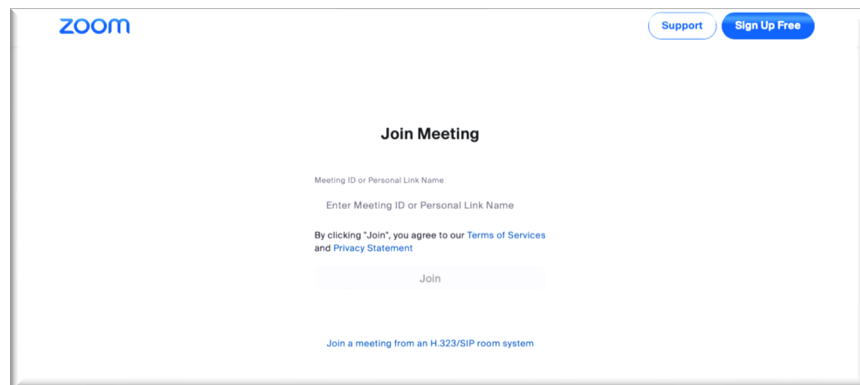 zoom
Support
Sign Up Free
Join Meeting
Meeting ID or Personal Link Name
Enter Meeting ID or Personal Link Name
By clicking "Join", you agree to our Terms of Services
and Privacy Statement
Join
Join a meeting from an H.323/SIP room system